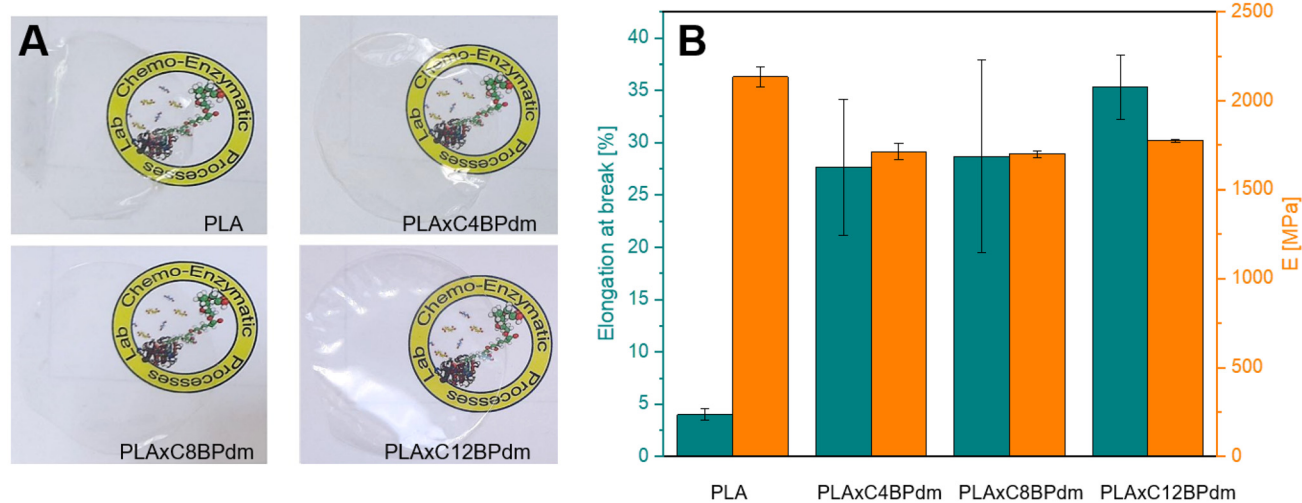 A
Chemo-Enzymatic
Processes
Lab
PLA
Chemo-Enzymatic
Processes
Lab
PLAxC4BPdm
Chemo-Enzymatic
Processes
Lab
PLAxC8BPdm
Chemo-Enzymatic
Processes
Lab
PLAxC12BPdm
B
Elongation at break [%]
40
35
30
25
20
15
10
5
0
2500
2000
1500
1000
500
0
E [MPa]
PLA
PLAxC4BPdm
PLAxC8BPdm
PLAxC12BPdm